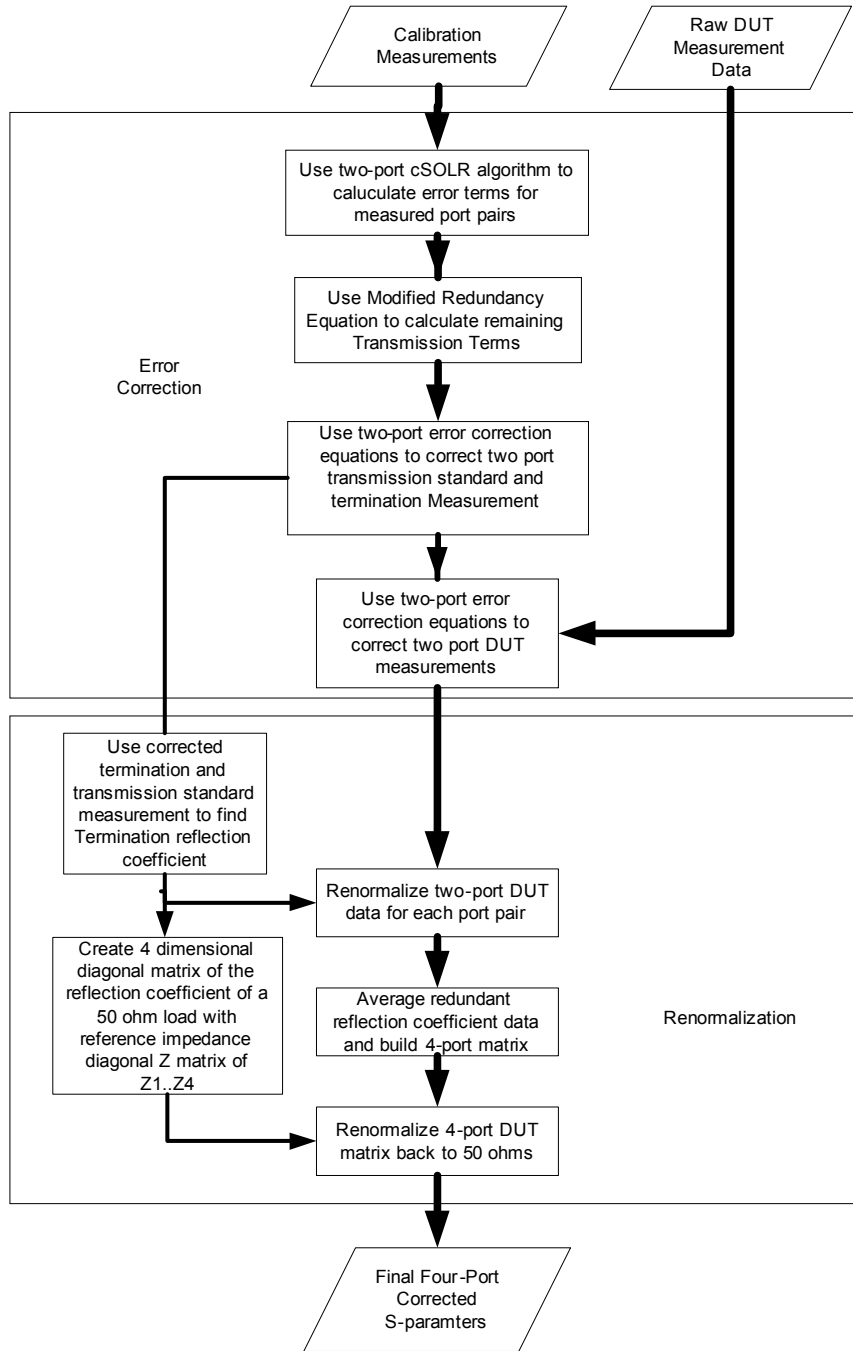 Calibration
Measurements
Raw DUT
Measurement
Data
Use two-port cSOLR algorithm to
caluculate error terms for
measured port pairs
Use Modified Redundancy
Equation to calculate remaining
Transmission Terms
Error
Correction
Use two-port error correction
equations to correct two port
transmission standard and
termination Measurement
Use two-port error
correction equations to
correct two port DUT
measurements
Use corrected
termination and
transmission standard
measurement to find
Termination reflection
coefficient
Renormalize two-port DUT
data for each port pair
Create 4 dimensional
diagonal matrix of the
reflection coefficient of a
50 ohm load with
reference impedance
diagonal Z matrix of
Z1..Z4
Average redundant
reflection coefficient data
and build 4-port matrix
Renormalization
Renormalize 4-port DUT
matrix back to 50 ohms
Final Four-Port
Corrected
S-paramters